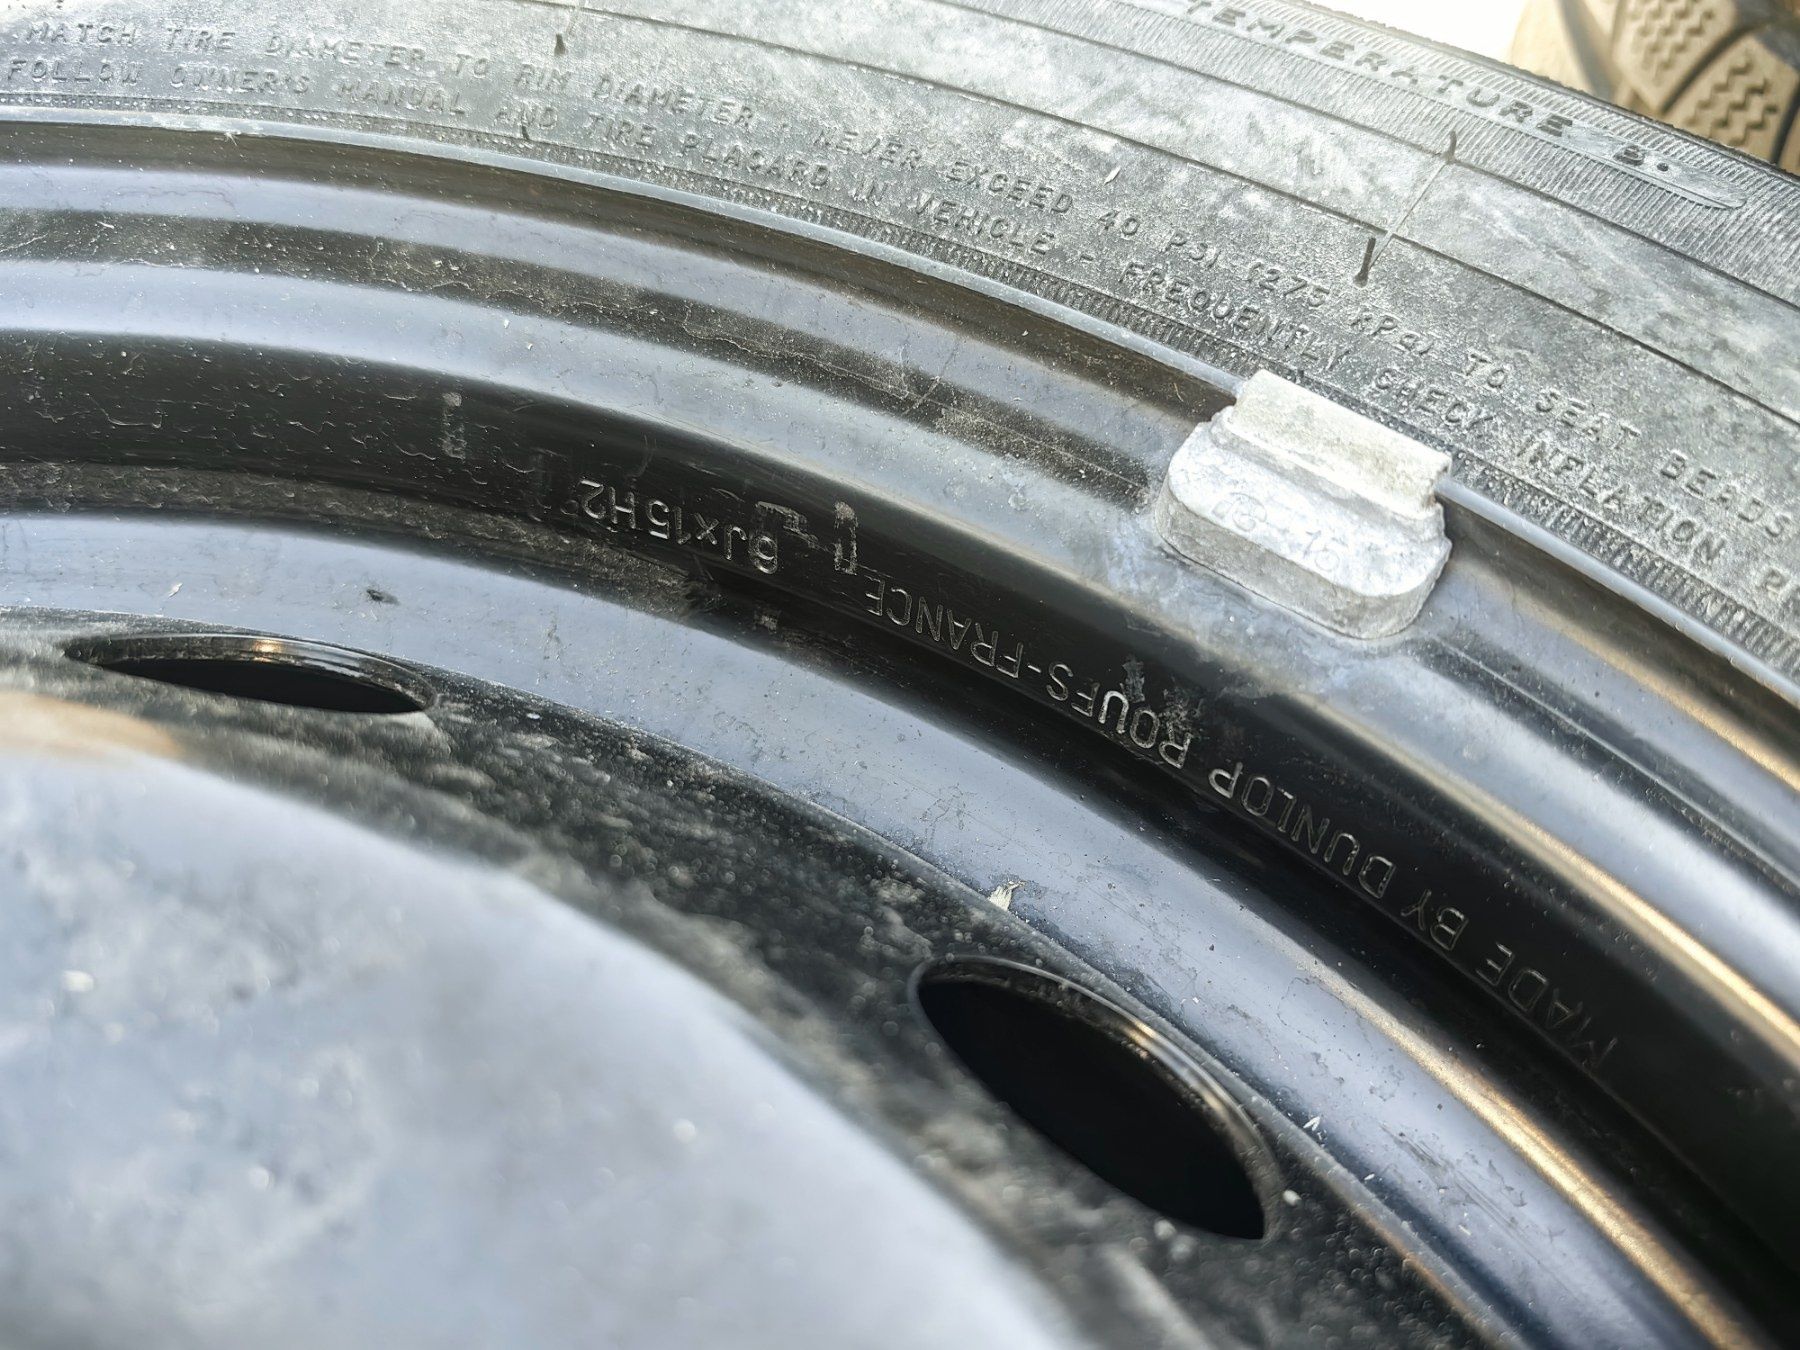 TEMPERATURE B
MATCH TIRE DIAMETER TO RIM DIAMETER - NEVER EXCEED 40 PSI (275 KPa) TO SEAT BEADS
FOLLOW OWNER'S MANUAL AND TIRE PLACARD IN VEHICLE - FREQUENTLY CHECK INFLATION
MADE BY DUNLOP ROUES-FRANCE
6Jx15H2